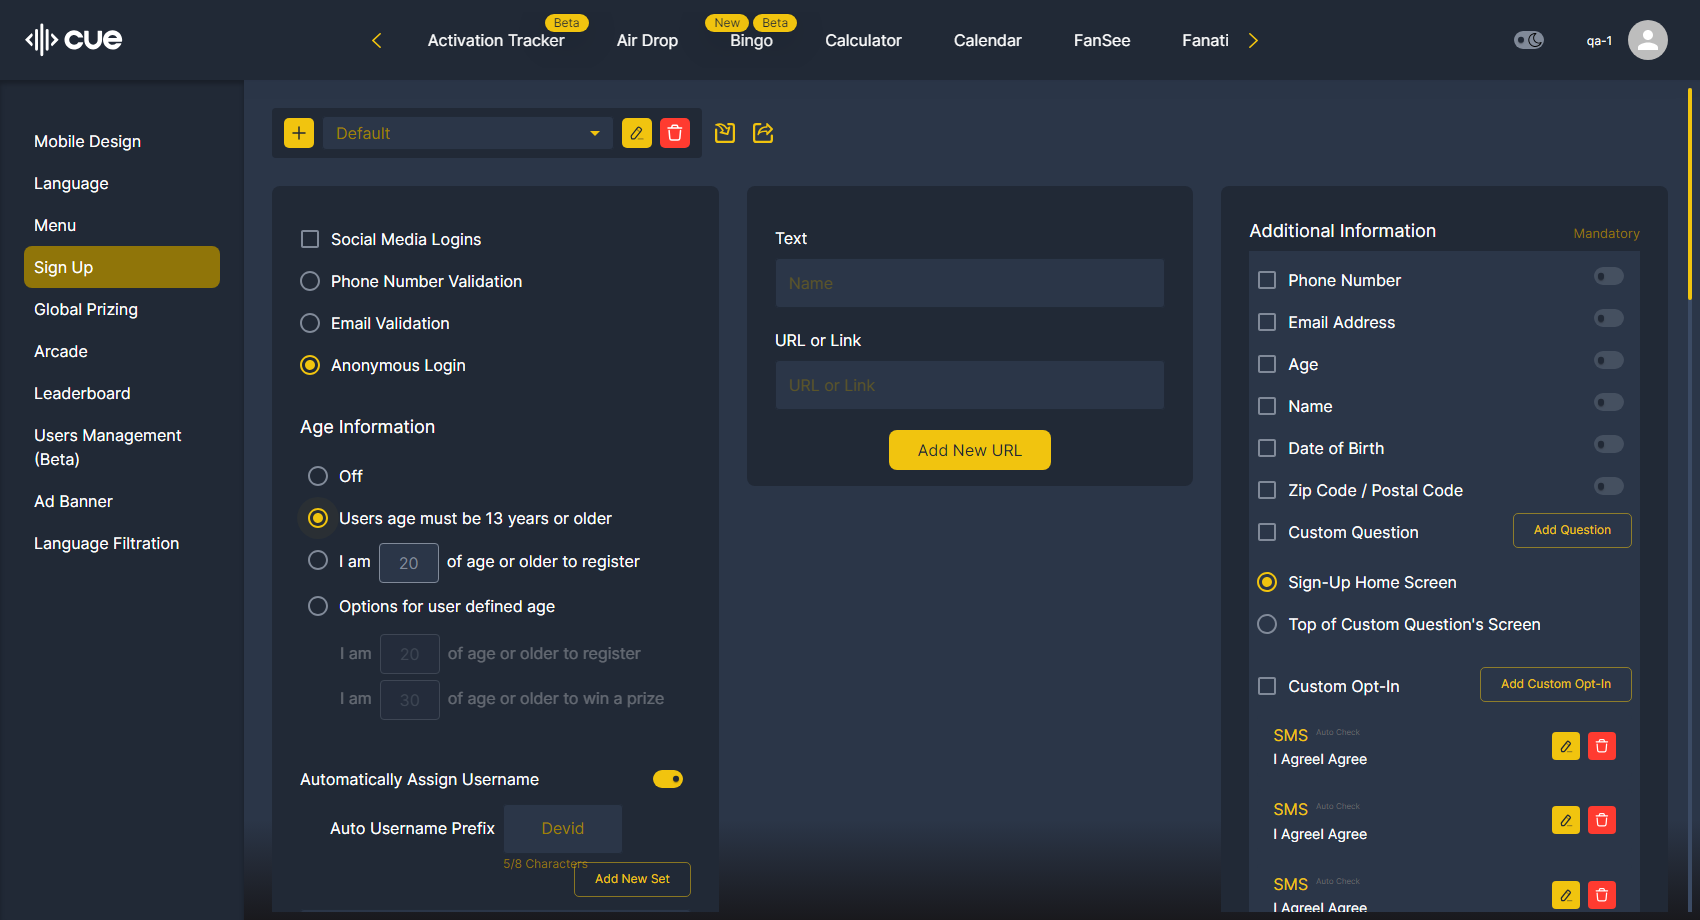 cue
Beta
New
Beta
Activation Tracker
Air Drop
Bingo
Calculator
Calendar
FanSee
Fanati
qa-1
Mobile Design
Language
Menu
Sign Up
Global Prizing
Arcade
Leaderboard
Users Management
(Beta)
Ad Banner
Language Filtration
Default
Social Media Logins
Phone Number Validation
Email Validation
Anonymous Login
Age Information
Off
Users age must be 13 years or older
I am 20 of age or older to register
Options for user defined age
I am 20 of age or older to register
I am 30 of age or older to win a prize
Automatically Assign Username
Auto Username Prefix Devid
5/8 Characters
Add New Set
Text
Name
URL or Link
URL or Link
Add New URL
Additional Information
Mandatory
Phone Number
Email Address
Age
Name
Date of Birth
Zip Code / Postal Code
Custom Question
Add Question
Sign-Up Home Screen
Top of Custom Question's Screen
Custom Opt-In
Add Custom Opt-In
SMS Auto Check
I AgreeI Agree
SMS Auto Check
I AgreeI Agree
SMS Auto Check
I AgreeI Agree